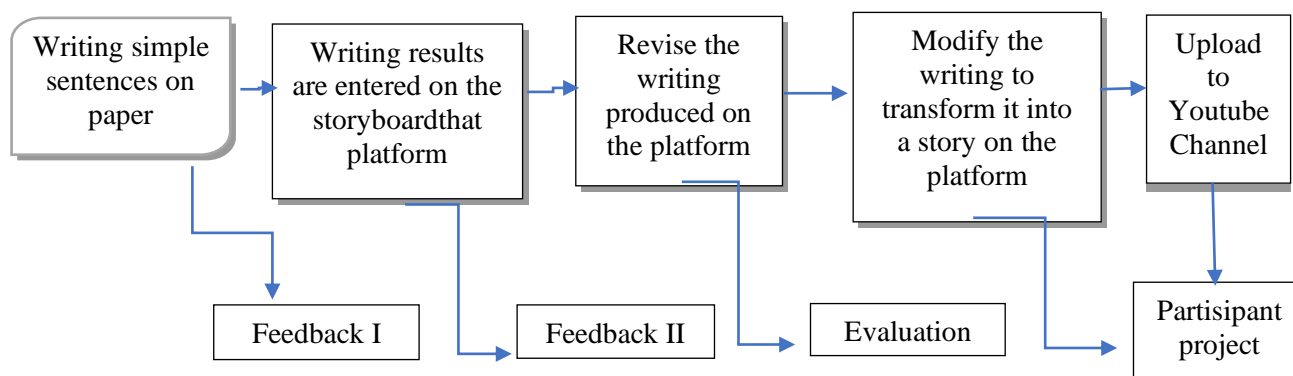 Writing simple
sentences on
paper
Writing results
are entered on the
storyboardthat
platform
Revise the
writing
produced on
the platform
Modify the
writing to
transform it into
a story on the
platform
Upload
to
Youtube
Channel
Feedback I
Feedback II
Evaluation
Partisipant
project